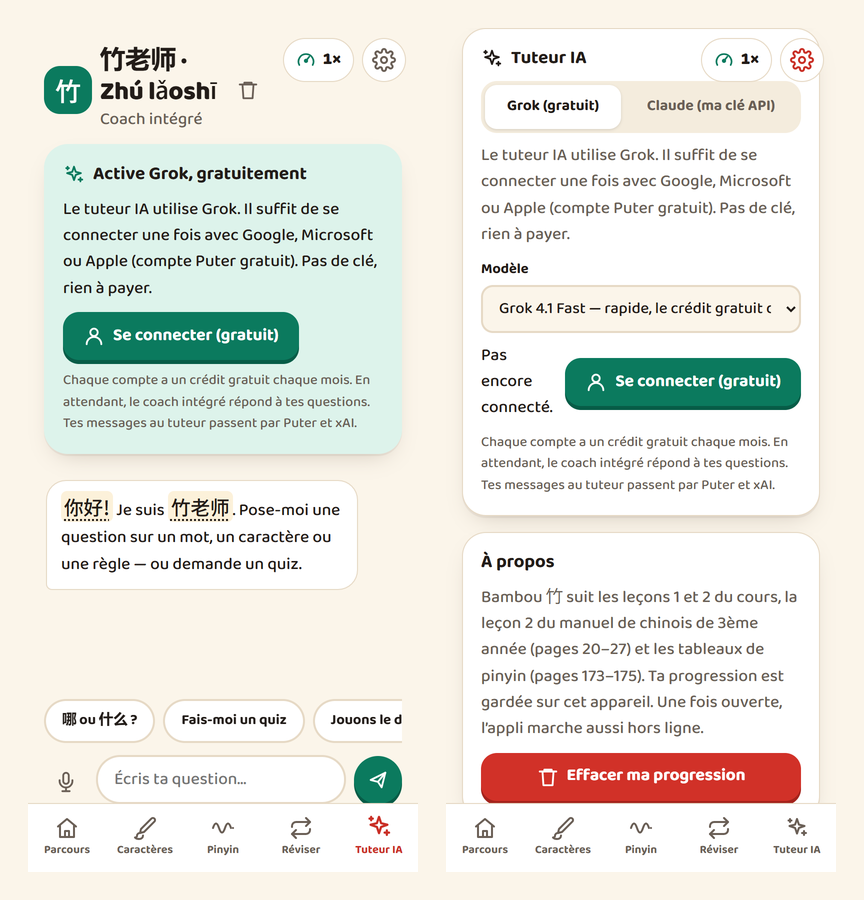 竹
竹老师 ·
Zhú lǎoshī
Coach intégré
1×
Active Grok, gratuitement
Le tuteur IA utilise Grok. Il suffit de se
connecter une fois avec Google, Microsoft
ou Apple (compte Puter gratuit). Pas de clé,
rien à payer.
Se connecter (gratuit)
Chaque compte a un crédit gratuit chaque mois. En
attendant, le coach intégré répond à tes questions.
Tes messages au tuteur passent par Puter et xAI.
你好! Je suis 竹老师. Pose-moi une
question sur un mot, un caractère ou
une règle — ou demande un quiz.
哪 ou 什么 ?
Fais-moi un quiz
Jouons le d
Écris ta question...
Parcours
Caractères
Pinyin
Réviser
Tuteur IA
Tuteur IA
1×
Grok (gratuit)
Claude (ma clé API)
Le tuteur IA utilise Grok. Il suffit de se
connecter une fois avec Google, Microsoft
ou Apple (compte Puter gratuit). Pas de clé,
rien à payer.
Modèle
Grok 4.1 Fast — rapide, le crédit gratuit
Pas
encore
connecté.
Se connecter (gratuit)
Chaque compte a un crédit gratuit chaque mois. En
attendant, le coach intégré répond à tes questions.
Tes messages au tuteur passent par Puter et xAI.
À propos
Bambou 竹 suit les leçons 1 et 2 du cours, la
leçon 2 du manuel de chinois de 3ème
année (pages 20–27) et les tableaux de
pinyin (pages 173–175). Ta progression est
gardée sur cet appareil. Une fois ouverte,
l'appli marche aussi hors ligne.
Effacer ma progression
Parcours
Caractères
Pinyin
Réviser
Tuteur IA